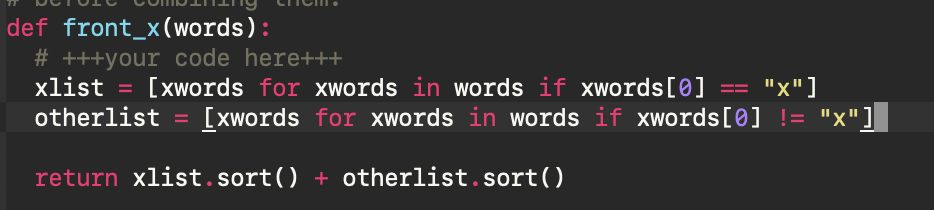 # before combining them.
def front_x(words):
  # +++your code here+++
  xlist = [xwords for xwords in words if xwords[0] == "x"]
  otherlist = [xwords for xwords in words if xwords[0] != "x"]
  return xlist.sort() + otherlist.sort()